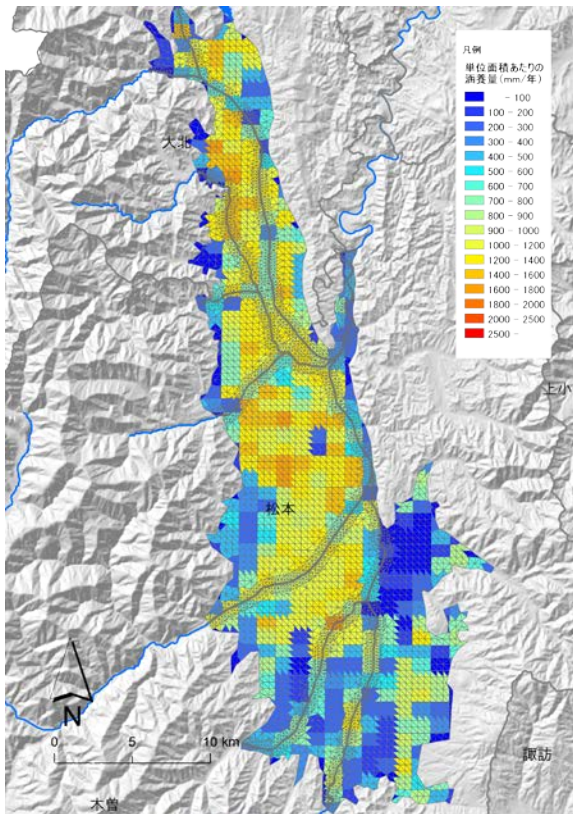 凡例
単位面積あたりの
涵養量(mm/年)
- 100
100 - 200
200 - 300
300 - 400
400 - 500
500 - 600
600 - 700
700 - 800
800 - 900
900 - 1000
1000 - 1200
1200 - 1400
1400 - 1600
1600 - 1800
1800 - 2000
2000 - 2500
2500 -
大北
上小
松本
N
0 5 10 km
諏訪
木曽